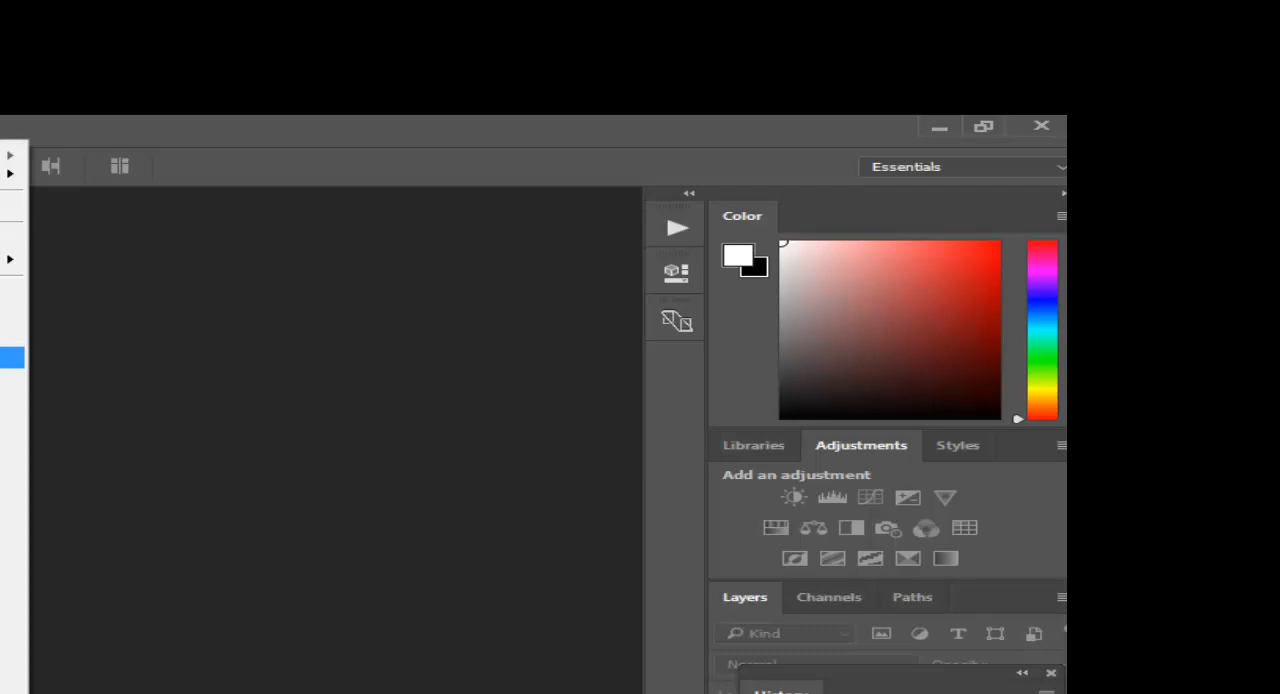 Essentials
Color
Libraries Adjustments Styles
Add an adjustment
Layers Channels Paths
Kind